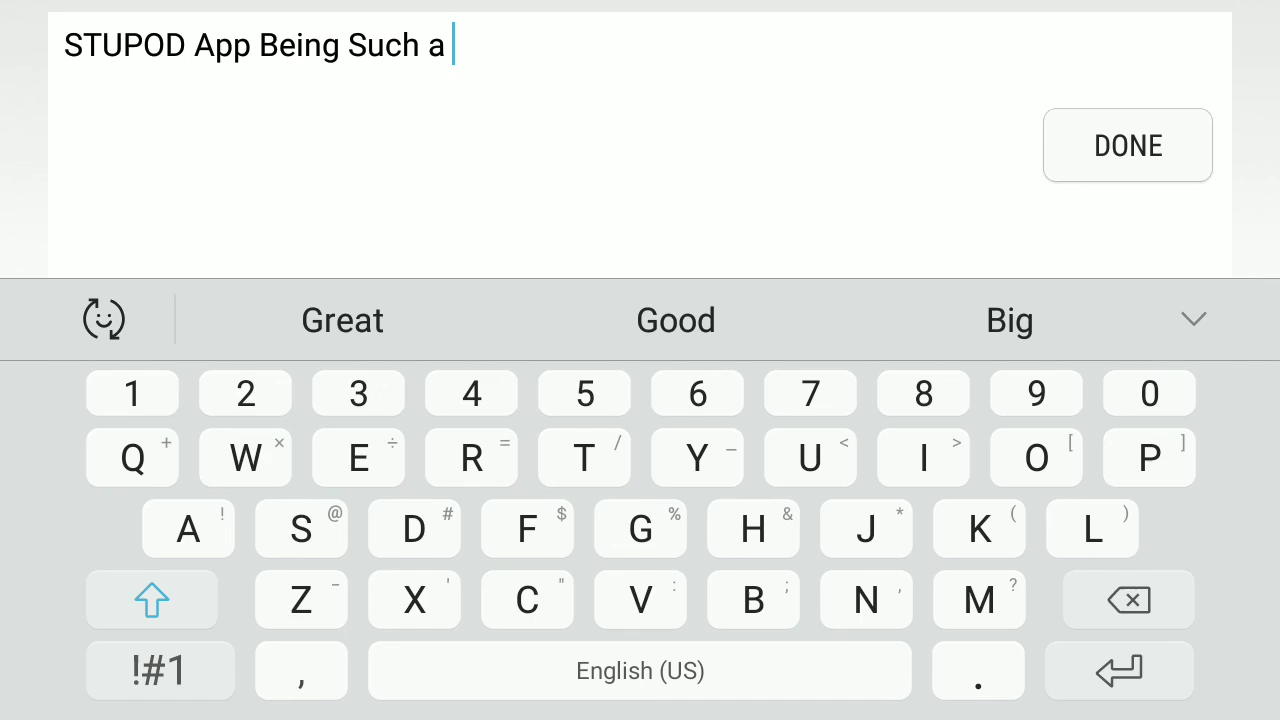 STUPOD App Being Such a
DONE
Great Good Big
1 2 3 4 5 6 7 8 9 0
Q + W × E ÷ R = T / Y _ U < I > O [ P ]
A ! S @ D # F $ G % H & J * K ( L )
Z - X ' C " V : B ; N , M ?
!#1 , English (US) .